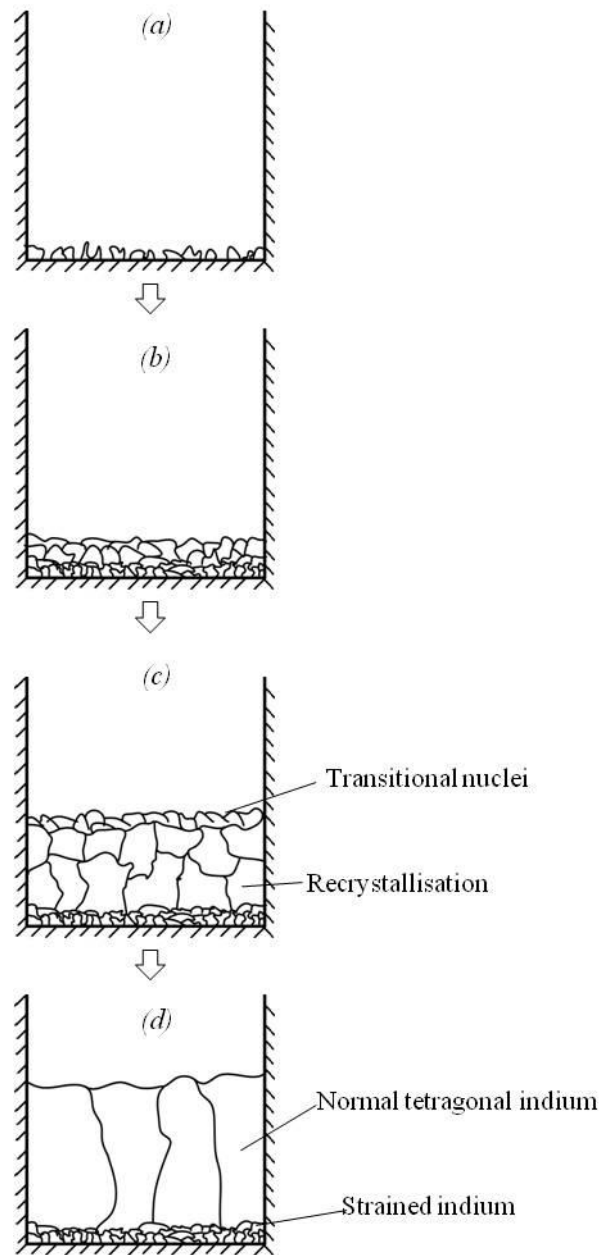 (a)
(b)
(c)
Transitional nuclei
Recrystallisation
(d)
Normal tetragonal indium
Strained indium